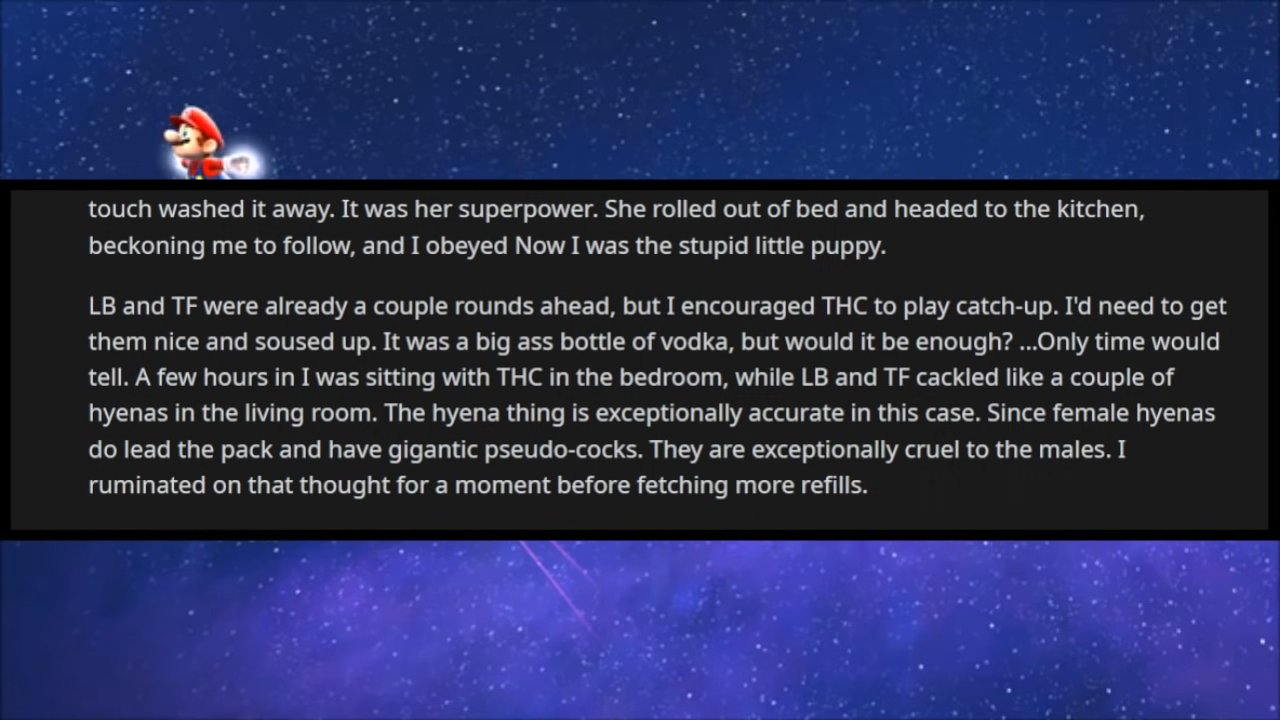 touch washed it away. It was her superpower. She rolled out of bed and headed to the kitchen,
beckoning me to follow, and I obeyed Now I was the stupid little puppy.
LB and TF were already a couple rounds ahead, but I encouraged THC to play catch-up. I'd need to get
them nice and soused up. It was a big ass bottle of vodka, but would it be enough? ...Only time would
tell. A few hours in I was sitting with THC in the bedroom, while LB and TF cackled like a couple of
hyenas in the living room. The hyena thing is exceptionally accurate in this case. Since female hyenas
do lead the pack and have gigantic pseudo-cocks. They are exceptionally cruel to the males. I
ruminated on that thought for a moment before fetching more refills.